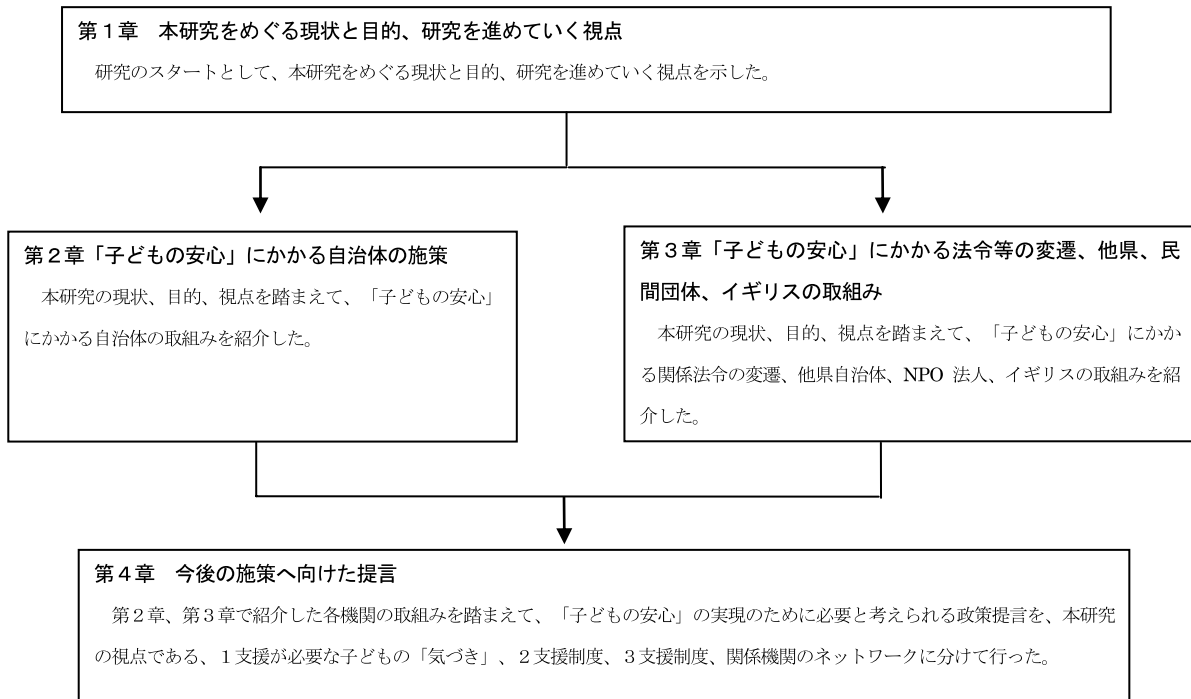 第１章　本研究をめぐる現状と目的、研究を進めていく視点
研究のスタートとして、本研究をめぐる現状と目的、研究を進めていく視点を示した。
第２章「子どもの安心」にかかる自治体の施策
本研究の現状、目的、視点を踏まえて、「子どもの安心」
にかかる自治体の取組みを紹介した。
第３章「子どもの安心」にかかる法令等の変遷、他県、民
間団体、イギリスの取組み
本研究の現状、目的、視点を踏まえて、「子どもの安心」にかか
る関係法令の変遷、他県自治体、NPO 法人、イギリスの取組みを紹
介した。
第４章　今後の施策へ向けた提言
第２章、第３章で紹介した各機関の取組みを踏まえて、「子どもの安心」の実現のために必要と考えられる政策提言を、本研究
の視点である、１支援が必要な子どもの「気づき」、２支援制度、３支援制度、関係機関のネットワークに分けて行った。